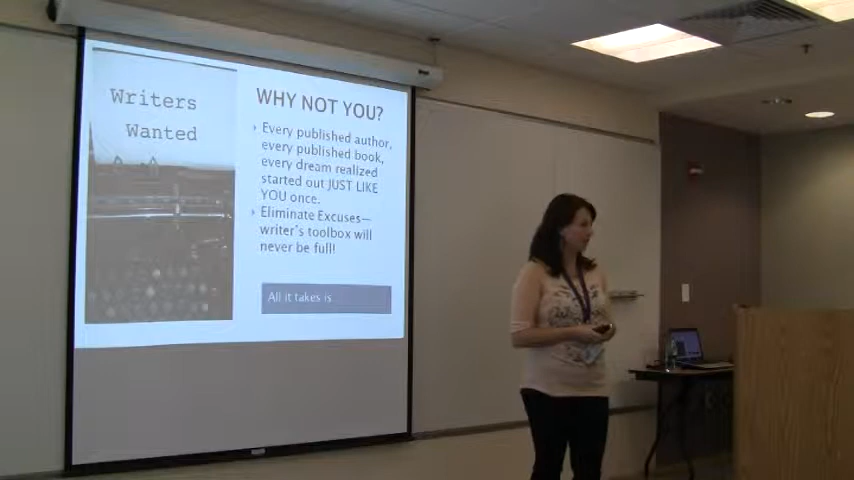 Writers
Wanted
WHY NOT YOU?
Every published author,
every published book,
every dream realized
started out JUST LIKE
YOU once.
Eliminate Excuses—
writer's toolbox will
never be full!
All it takes is